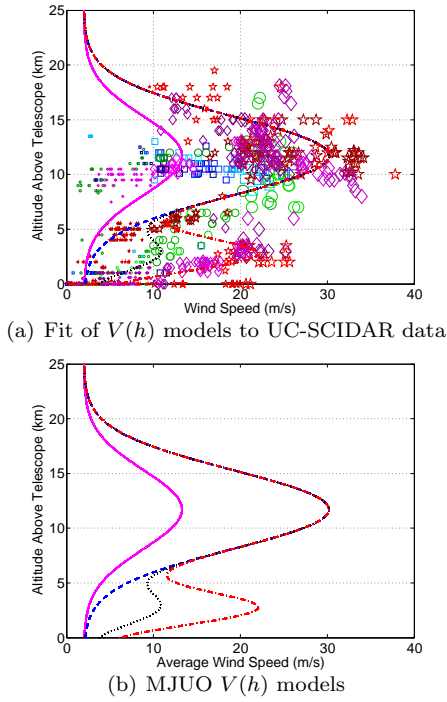 25
20
15
10
5
0
Altitude Above Telescope (km)
0 10 20 30 40
Wind Speed (m/s)
(a) Fit of V(h) models to UC-SCIDAR data
25
20
15
10
5
0
Altitude Above Telescope (km)
0 10 20 30 40
Average Wind Speed (m/s)
(b) MJUO V(h) models